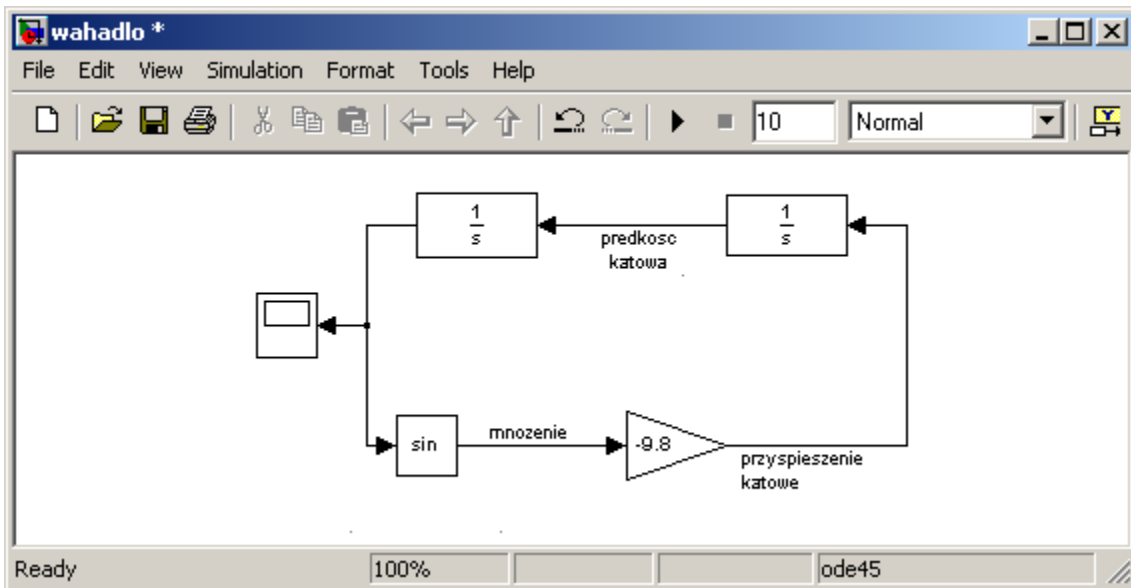 wahadlo *
File Edit View Simulation Format Tools Help
10 Normal
1
s
predkosc
katowa
1
s
sin
mnozenie
-9.8
przyspieszenie
katowe
Ready 100% ode45